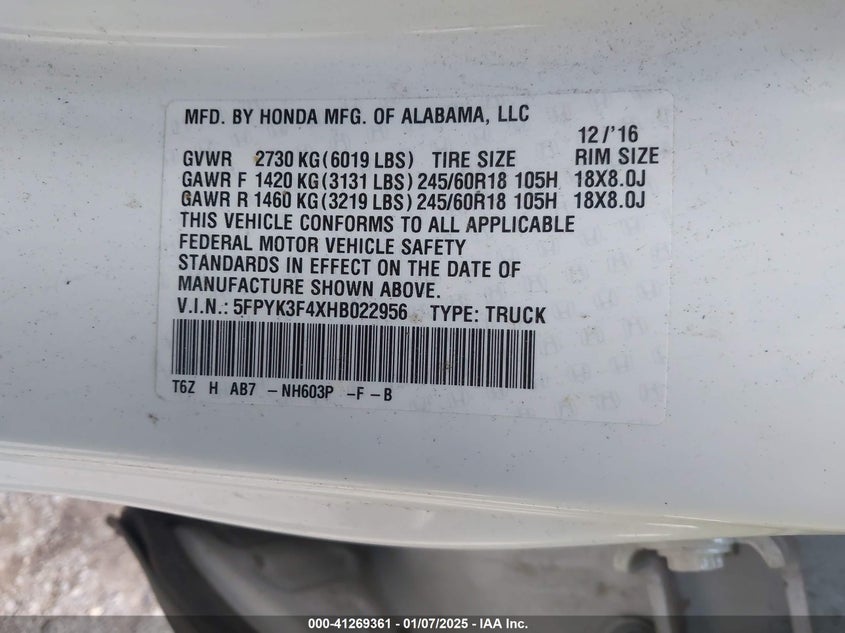 MFD. BY HONDA MFG. OF ALABAMA, LLC
12/'16
GVWR 2730 KG(6019 LBS) TIRE SIZE RIM SIZE
GAWR F 1420 KG(3131 LBS) 245/60R18 105H 18X8.0J
GAWR R 1460 KG(3219 LBS) 245/60R18 105H 18X8.0J
THIS VEHICLE CONFORMS TO ALL APPLICABLE
FEDERAL MOTOR VEHICLE SAFETY
STANDARDS IN EFFECT ON THE DATE OF
MANUFACTURE SHOWN ABOVE.
V.I.N.: 5FPYK3F4XHB022956 TYPE: TRUCK
T6Z H AB7 - NH603P -F -B
000-41269361 - 01/07/2025 - IAA Inc.